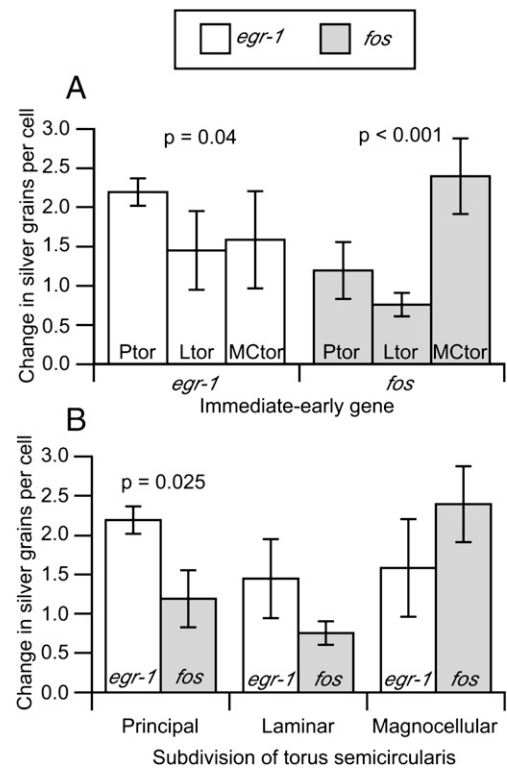 egr-1 fos
A
Change in silver grains per cell
3.0
2.5
2.0
1.5
1.0
0.5
0.0
p = 0.04 p < 0.001
Ptor Ltor MCtor Ptor Ltor MCtor
egr-1 fos
Immediate-early gene
B
Change in silver grains per cell
3.0
2.5
2.0
1.5
1.0
0.5
0.0
p = 0.025
egr-1 fos egr-1 fos egr-1 fos
Principal Laminar Magnocellular
Subdivision of torus semicircularis